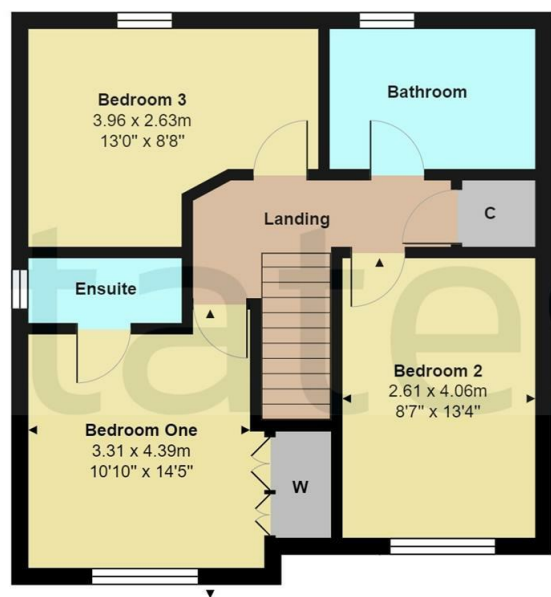 Bedroom 3
3.96 x 2.63m
13'0" x 8'8"
Bathroom
Landing
C
Ensuite
Bedroom 2
2.61 x 4.06m
8'7" x 13'4"
Bedroom One
3.31 x 4.39m
10'10" x 14'5"
W
tate